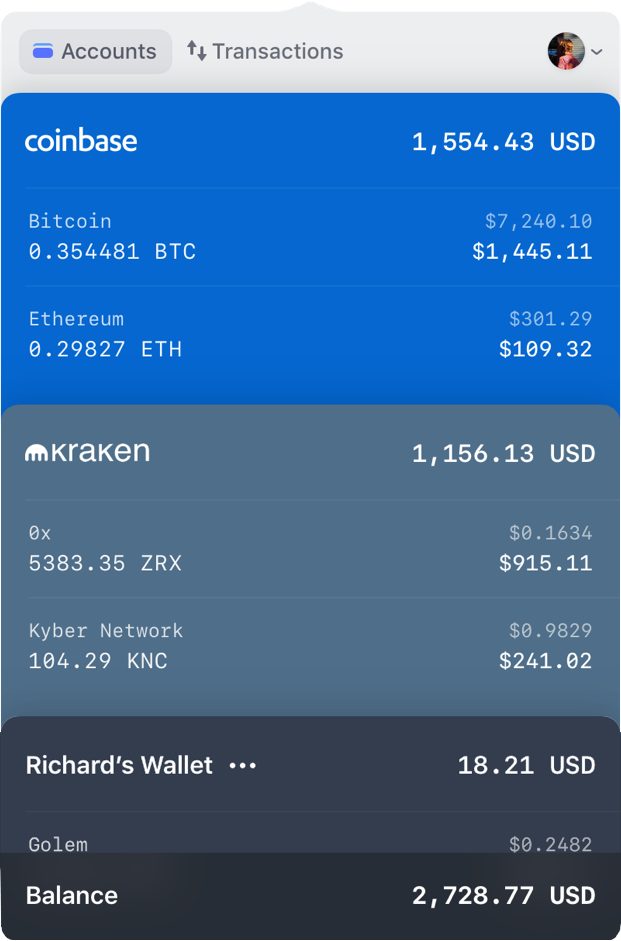 Accounts Transactions
coinbase 1,554.43 USD
Bitcoin $7,240.10
0.354481 BTC $1,445.11
Ethereum $301.29
0.29827 ETH $109.32
kraken 1,156.13 USD
0x $0.1634
5383.35 ZRX $915.11
Kyber Network $0.9829
104.29 KNC $241.02
Richard’s Wallet ••• 18.21 USD
Golem $0.2482
Balance 2,728.77 USD